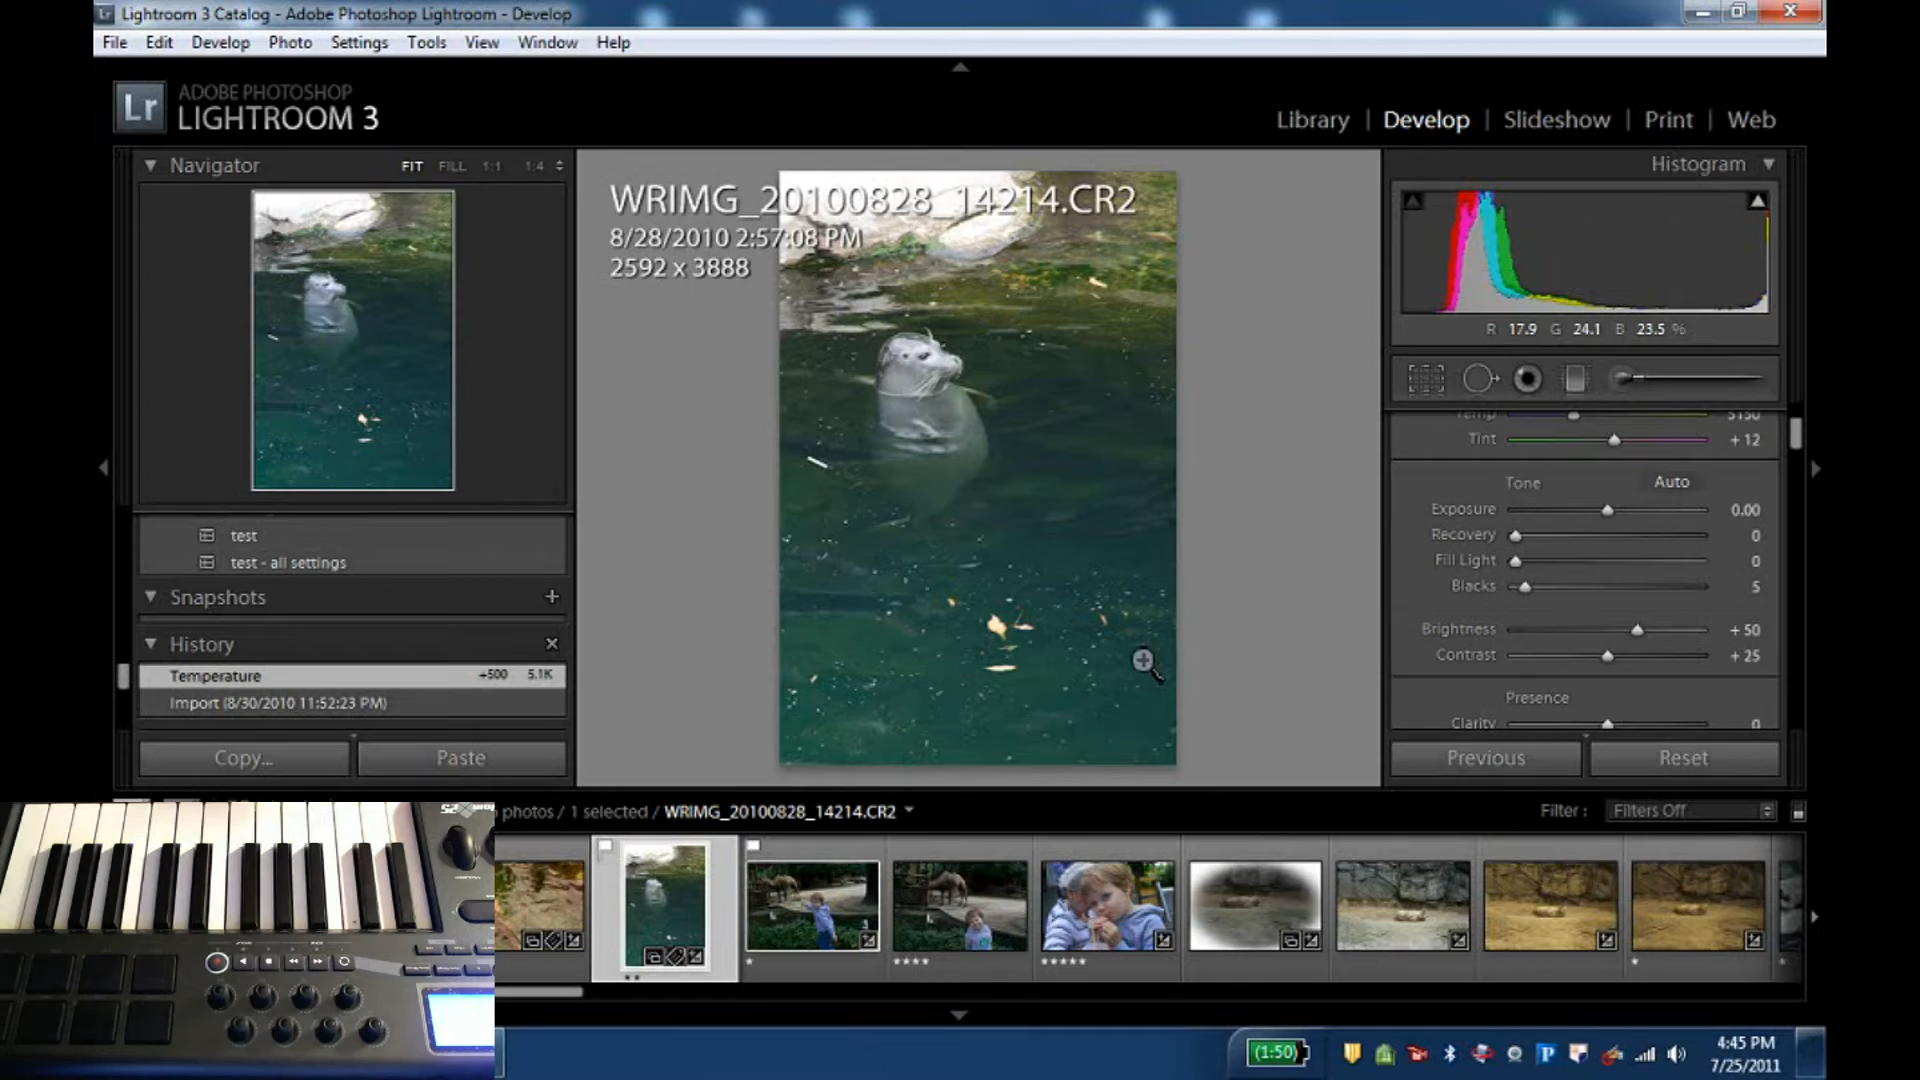 Lightroom 3 Catalog - Adobe Photoshop Lightroom - Develop
File Edit Develop Photo Settings Tools View Window Help
Lr ADOBE PHOTOSHOP
LIGHTROOM 3
Library | Develop | Slideshow | Print | Web
Navigator FIT FILL 1:1 1:4
Histogram
WRIMG_20100828_14214.CR2
8/28/2010 2:57:08 PM
2592 x 3888
R 17.9 G 24.1 B 23.5 %
Temp 5150
Tint + 12
Tone Auto
Exposure 0.00
Recovery 0
Fill Light 0
Blacks 5
Brightness + 50
Contrast + 25
Presence
Clarity 0
test
test - all settings
Snapshots +
History ×
Temperature +500 5.1K
Import (8/30/2010 11:52:23 PM)
Copy... Paste
Previous Reset
photos / 1 selected / WRIMG_20100828_14214.CR2
Filter : Filters Off
(1:50)
4:45 PM
7/25/2011